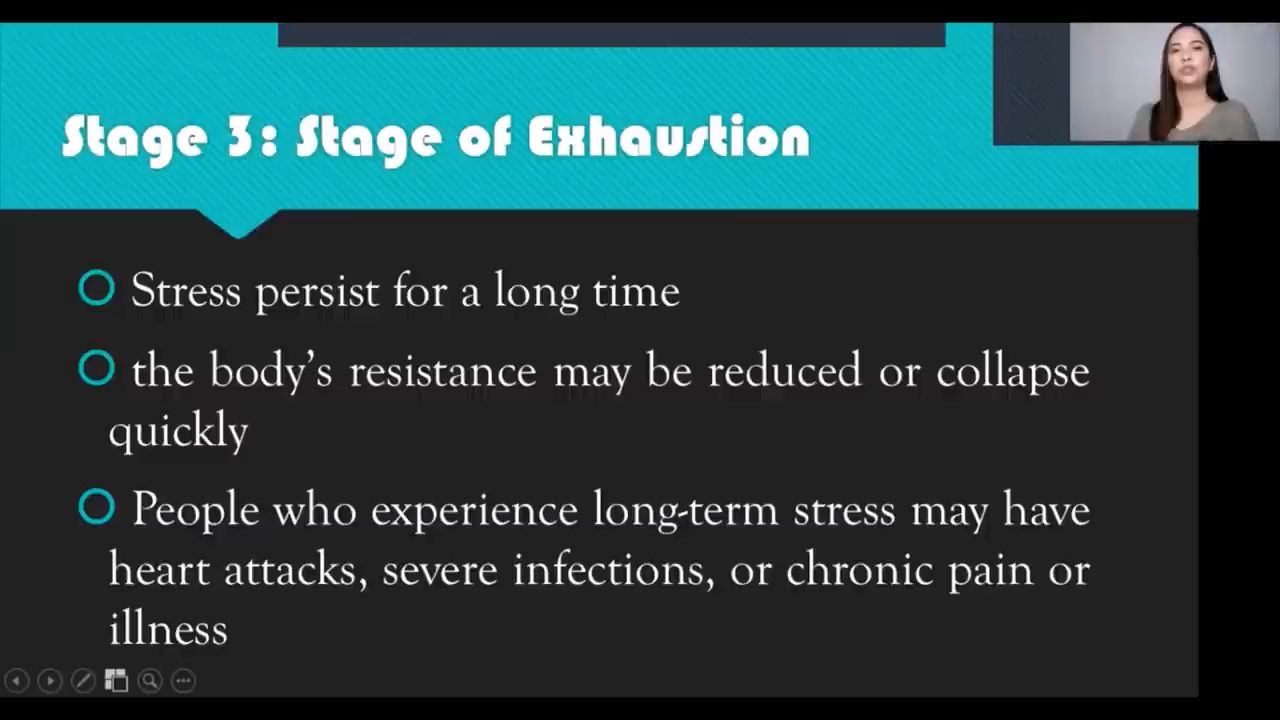 Stage 3: Stage of Exhaustion
Stress persist for a long time
the body's resistance may be reduced or collapse
quickly
People who experience long-term stress may have
heart attacks, severe infections, or chronic pain or
illness